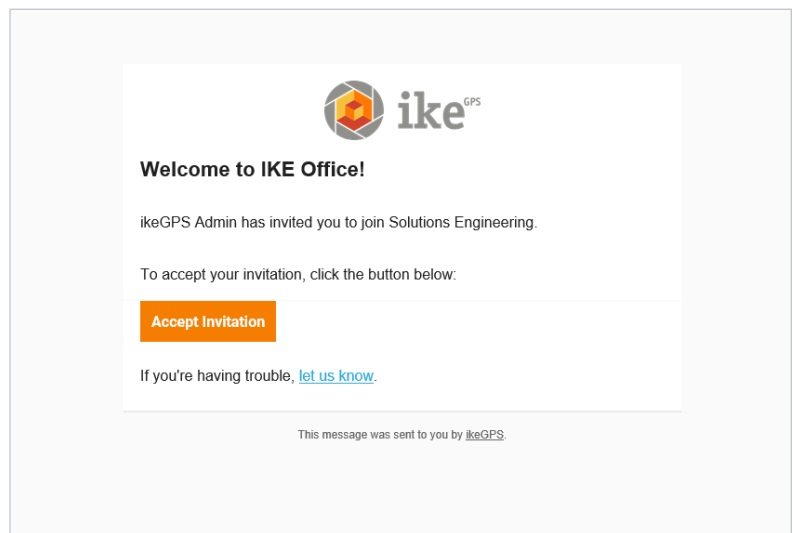 ike GPS
Welcome to IKE Office!
ikeGPS Admin has invited you to join Solutions Engineering.
To accept your invitation, click the button below:
Accept Invitation
If you're having trouble, let us know.
This message was sent to you by ikeGPS.